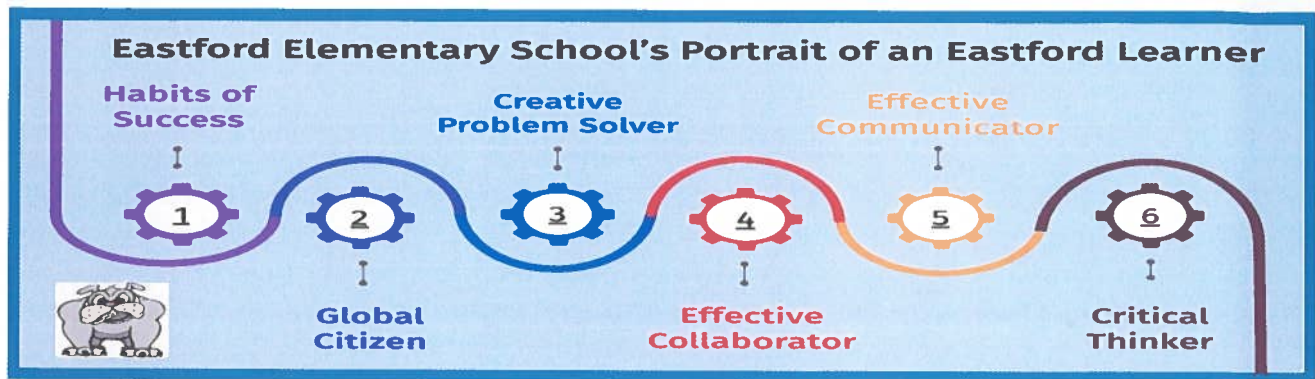 Eastford Elementary School's Portrait of an Eastford Learner
Habits of
Success
1
Global
Citizen
2
Creative
Problem Solver
3
Effective
Collaborator
4
Effective
Communicator
5
Critical
Thinker
6